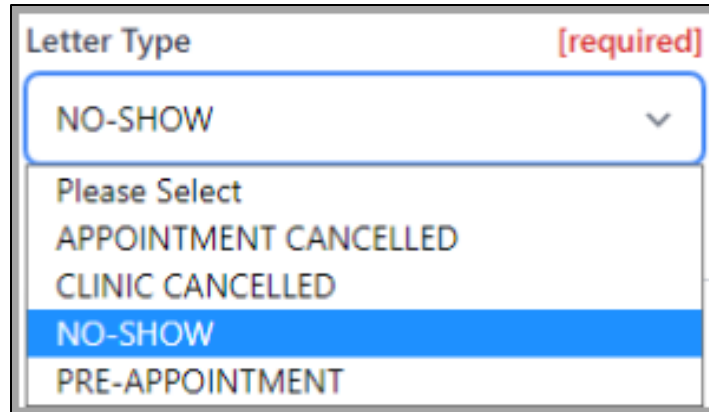 Letter Type [required]
NO-SHOW
Please Select
APPOINTMENT CANCELLED
CLINIC CANCELLED
NO-SHOW
PRE-APPOINTMENT